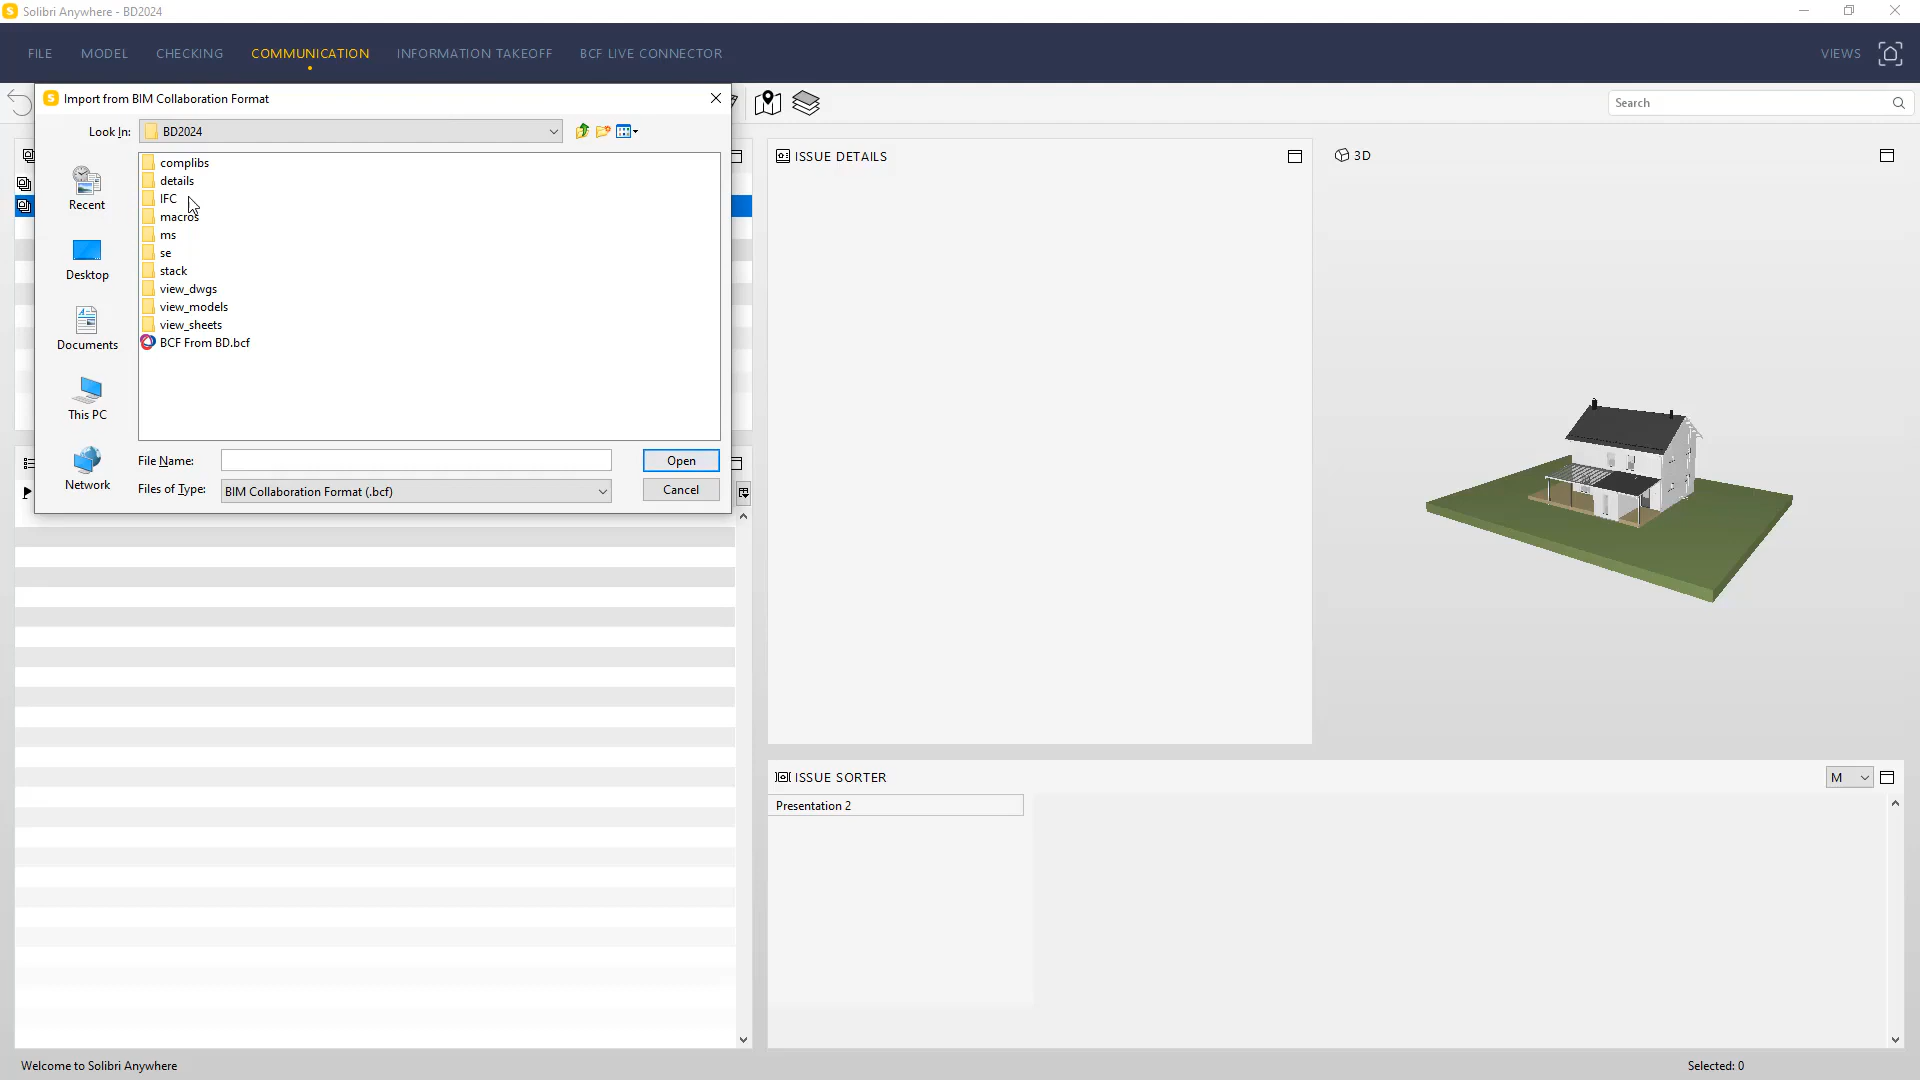 Solibri Anywhere - BD2024
FILE
MODEL
CHECKING
COMMUNICATION
INFORMATION TAKEOFF
BCF LIVE CONNECTOR
VIEWS
Import from BIM Collaboration Format
Look In:
BD2024
Search
Recent
Desktop
Documents
This PC
Network
complibs
details
IFC
macros
ms
se
stack
view_dwgs
view_models
view_sheets
BCF From BD.bcf
File Name:
Open
Files of Type:
BIM Collaboration Format (.bcf)
Cancel
ISSUE DETAILS
3D
ISSUE SORTER
M
Presentation 2
Welcome to Solibri Anywhere
Selected: 0